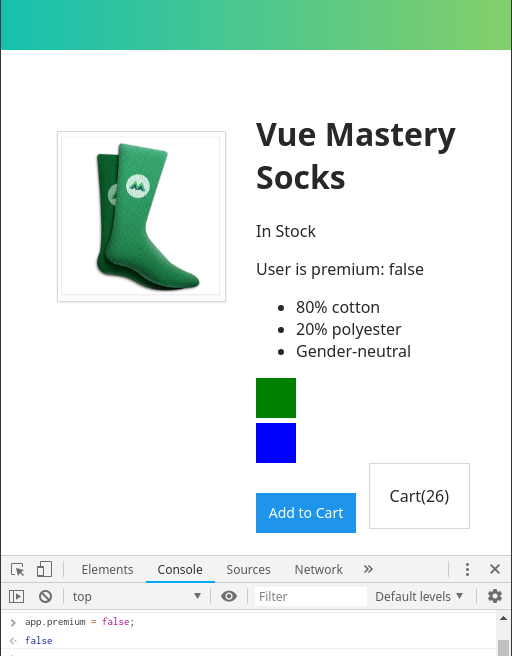 Vue Mastery
Socks
In Stock
User is premium: false
80% cotton
20% polyester
Gender-neutral
Cart(26)
Add to Cart
Elements Console Sources Network »
top Filter Default levels
app.premium = false;
false